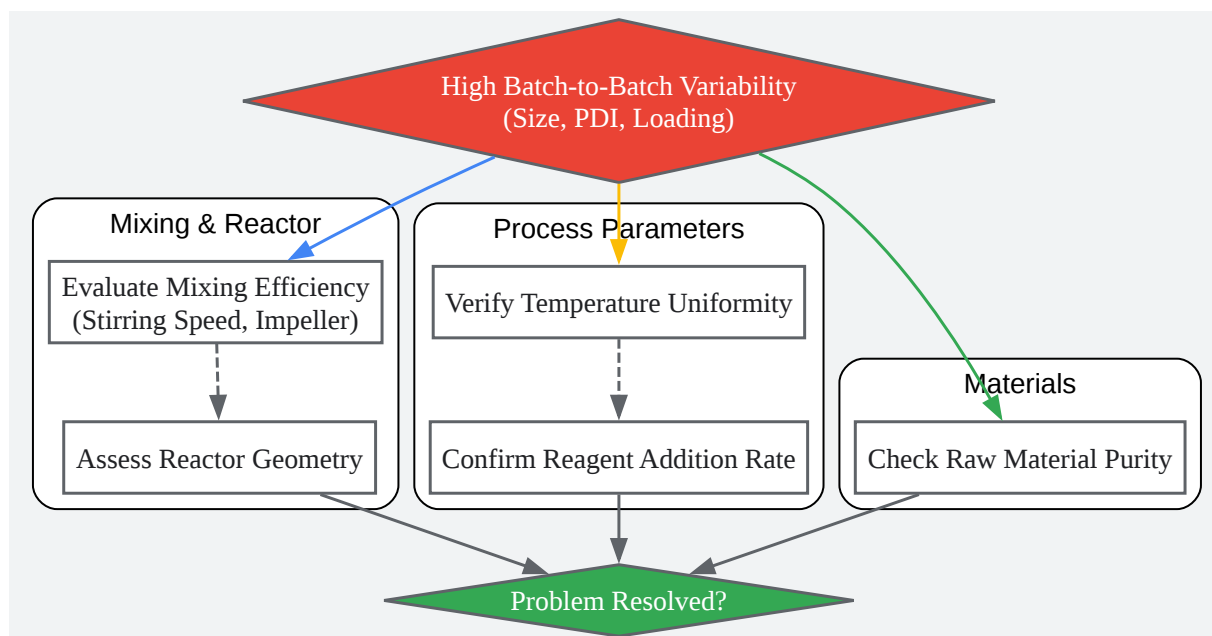 High Batch-to-Batch Variability
(Size, PDI, Loading)
Mixing & Reactor
Evaluate Mixing Efficiency
(Stirring Speed, Impeller)
Assess Reactor Geometry
Process Parameters
Verify Temperature Uniformity
Confirm Reagent Addition Rate
Materials
Check Raw Material Purity
Problem Resolved?